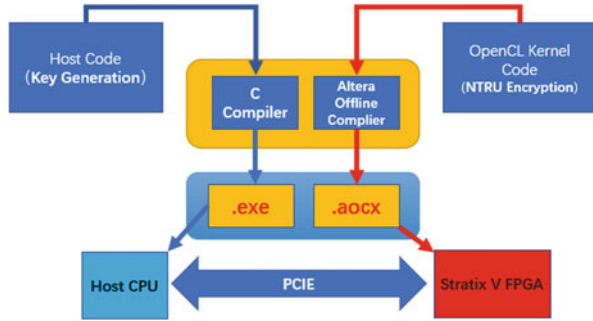 Host Code
(Key Generation)
OpenCL Kernel
Code
(NTRU Encryption)
C
Compiler
Altera
Offline
Complier
.exe
.aocx
Host CPU
PCIE
Stratix V FPGA